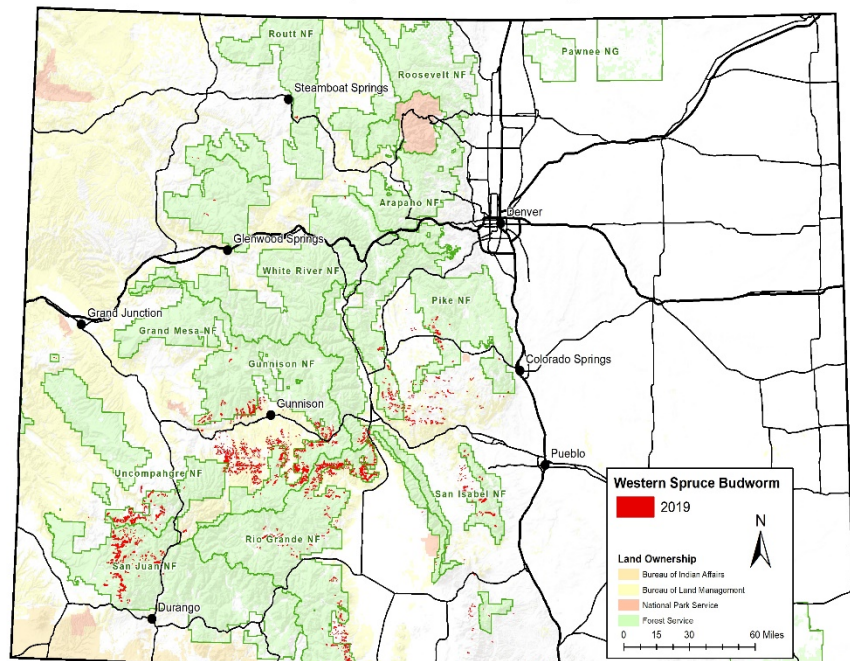 Routt NF
Pawnee NG
Roosevelt NF
Steamboat Springs
Arapaho NF
Denver
Glenwood Springs
White River NF
Pike NF
Grand Junction
Grand Mesa NF
Colorado Springs
Gunnison NF
Gunnison
Pueblo
Uncompahgre NF
San Isabel NF
Rio Grande NF
San Juan NF
Durango
Western Spruce Budworm
2019
N
Land Ownership
Bureau of Indian Affairs
Bureau of Land Management
National Park Service
Forest Service
0 15 30 60 Miles